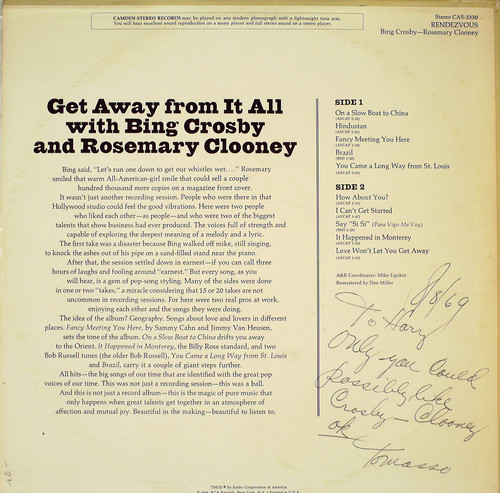 CAMDEN STEREO RECORDS may be played on any modern phonograph with a lightweight tone arm.
You will hear excellent sound reproduction on a mono player and full stereo sound on a stereo player.
Stereo CAS-2330
RENDEZVOUS
Bing Crosby—Rosemary Clooney
Get Away from It All
with Bing Crosby
and Rosemary Clooney
Bing said, "Let's run one down to get our whistles wet...." Rosemary
smiled that warm All-American-girl smile that could sell a couple
hundred thousand more copies on a magazine front cover.
It wasn't just another recording session. People who were there in that
Hollywood studio could feel the good vibrations. Here were two people
who liked each other—as people—and who were two of the biggest
talents that show business had ever produced. The voices full of strength and
capable of exploring the deepest meaning of a melody and a lyric.
The first take was a disaster because Bing walked off mike, still singing,
to knock the ashes out of his pipe on a sand-filled stand near the piano.
After that, the session settled down in earnest—if you can call three
hours of laughs and fooling around "earnest." But every song, as you
will hear, is a gem of pop-song styling. Many of the sides were done
in one or two "takes," a miracle considering that 15 or 20 takes are not
uncommon in recording sessions. For here were two real pros at work,
enjoying each other and the songs they were doing.
The idea of the album? Geography. Songs about love and lovers in different
places. Fancy Meeting You Here, by Sammy Cahn and Jimmy Van Heusen,
sets the tone of the album. On a Slow Boat to China drifts you away
to the Orient. It Happened in Monterey, the Billy Rose standard, and two
Bob Russell tunes (the older Bob Russell), You Came a Long Way from St. Louis
and Brazil, carry it a couple of giant steps further.
All hits—the big songs of our time that are identified with the great pop
voices of our time. This was not just a recording session—this was a ball.
And this is not just a record album—this is the magic of pure music that
only happens when great talents get together in an atmosphere of
affection and mutual joy. Beautiful in the making—beautiful to listen to.
SIDE 1
On a Slow Boat to China
Hindustan
Fancy Meeting You Here
Brazil
You Came a Long Way from St. Louis
SIDE 2
How About You?
I Can't Get Started
Say "Si Si" (Para Vigo Me Voy)
It Happened in Monterey
Love Won't Let You Get Away
A&R Coordinator: Mike Lipskin
Remastered by Don Miller
8/69
To Harry
only you could
possibly like
Crosby - Clooney
ok
Tomasso
TMK(S) ® by Radio Corporation of America
RCA Records, New York, N.Y. • Printed in U.S.A.